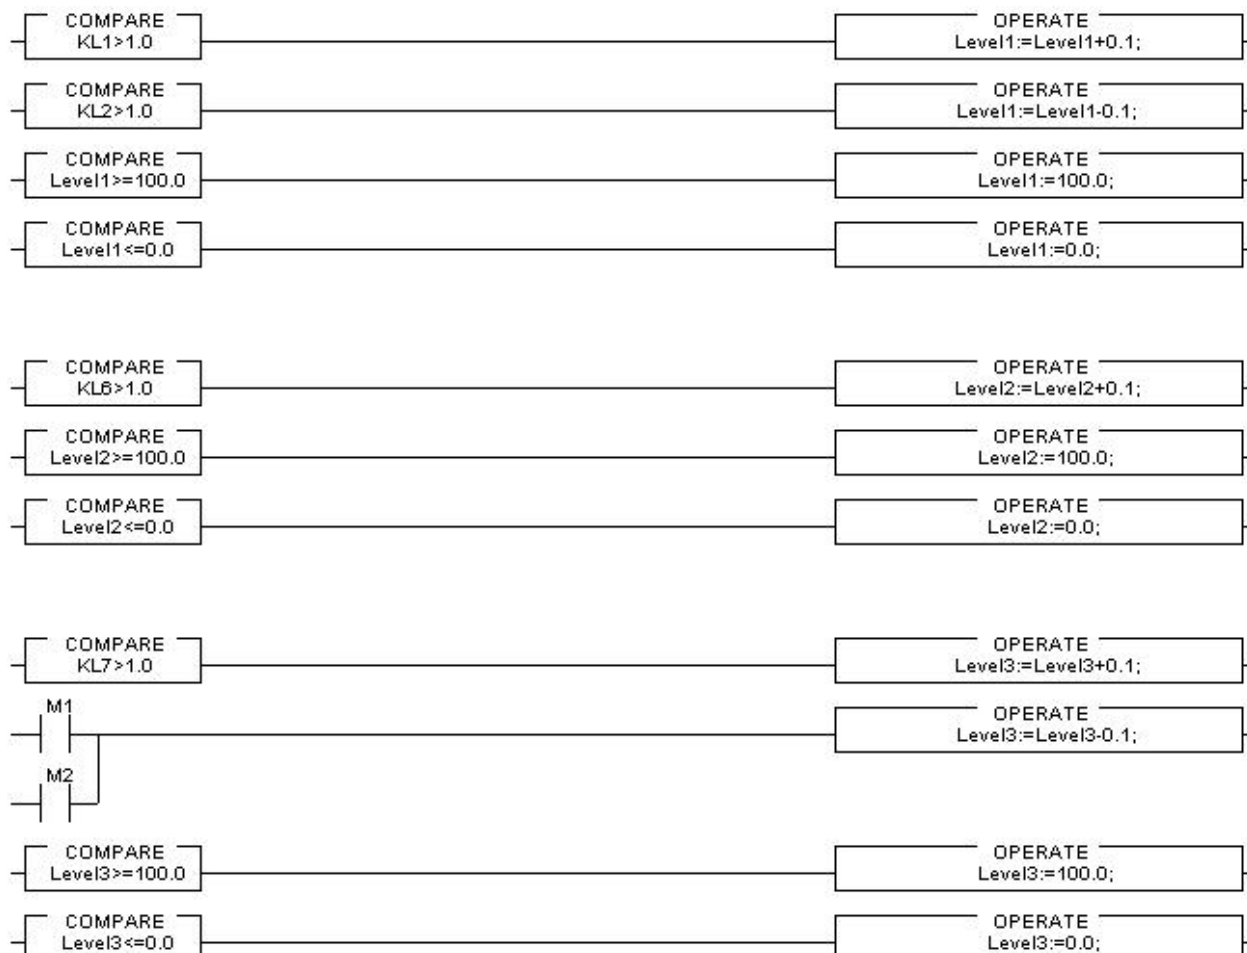 COMPARE OPERATE
KL1>1.0 Level1:=Level1+0.1;
COMPARE OPERATE
KL2>1.0 Level1:=Level1-0.1;
COMPARE OPERATE
Level1>=100.0 Level1:=100.0;
COMPARE OPERATE
Level1<=0.0 Level1:=0.0;
COMPARE OPERATE
KL6>1.0 Level2:=Level2+0.1;
COMPARE OPERATE
Level2>=100.0 Level2:=100.0;
COMPARE OPERATE
Level2<=0.0 Level2:=0.0;
COMPARE OPERATE
KL7>1.0 Level3:=Level3+0.1;
M1 OPERATE
Level3:=Level3-0.1;
M2
COMPARE OPERATE
Level3>=100.0 Level3:=100.0;
COMPARE OPERATE
Level3<=0.0 Level3:=0.0;